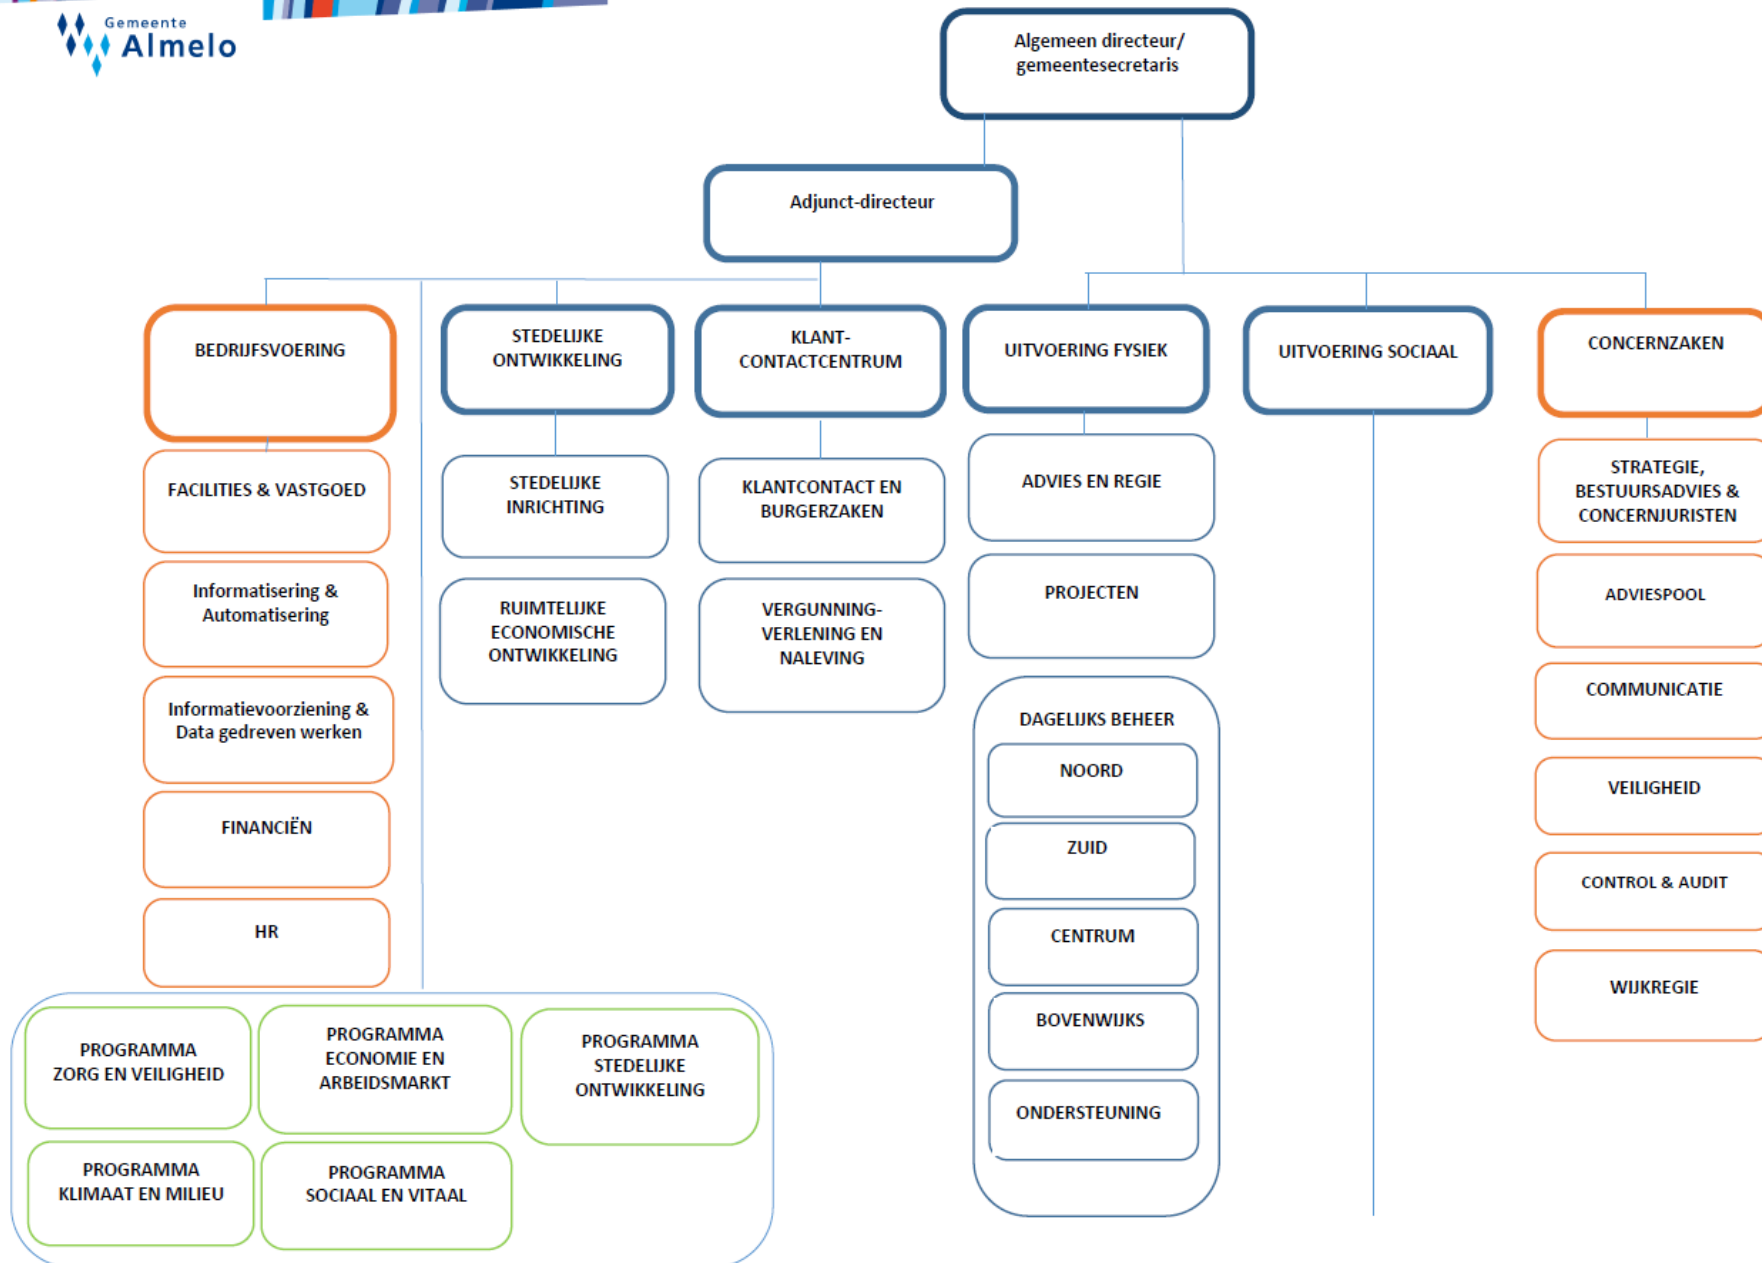 Gemeente
Almelo
Algemeen directeur/
gemeentesecretaris
Adjunct-directeur
BEDRIJFSVOERING
STEDELIJKE
ONTWIKKELING
KLANT-
CONTACTCENTRUM
UITVOERING FYSIEK
UITVOERING SOCIAAL
CONCERNZAKEN
FACILITIES & VASTGOED
Informatisering &
Automatisering
Informatievoorziening &
Data gedreven werken
FINANCIËN
HR
STEDELIJKE
INRICHTING
RUIMTELIJKE
ECONOMISCHE
ONTWIKKELING
KLANTCONTACT EN
BURGERZAKEN
VERGUNNING-
VERLENING EN
NALEVING
ADVIES EN REGIE
PROJECTEN
DAGELIJKS BEHEER
NOORD
ZUID
CENTRUM
BOVENWIJKS
ONDERSTEUNING
STRATEGIE,
BESTUURSADVIES &
CONCERNJURISTEN
ADVIESPOOL
COMMUNICATIE
VEILIGHEID
CONTROL & AUDIT
WIJKREGIE
PROGRAMMA
ZORG EN VEILIGHEID
PROGRAMMA
ECONOMIE EN
ARBEIDSMARKT
PROGRAMMA
STEDELIJKE
ONTWIKKELING
PROGRAMMA
KLIMAAT EN MILIEU
PROGRAMMA
SOCIAAL EN VITAAL